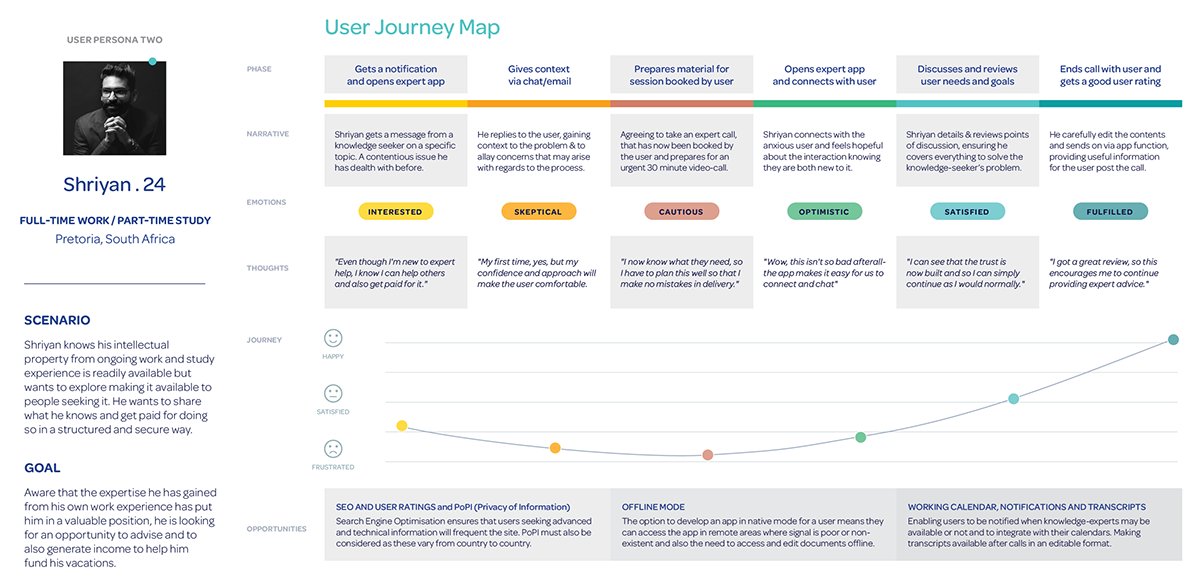 User Journey Map
USER PERSONA TWO
Shriyan . 24
FULL-TIME WORK / PART-TIME STUDY
Pretoria, South Africa
SCENARIO
Shriyan knows his intellectual
property from ongoing work and study
experience is readily available but
wants to explore making it available to
people seeking it. He wants to share
what he knows and get paid for doing
so in a structured and secure way.
GOAL
Aware that the expertise he has gained
from his own work experience has put
him in a valuable position, he is looking
for an opportunity to advise and to
also generate income to help him
fund his vacations.
PHASE
Gets a notification
and opens expert app
Gives context
via chat/email
Prepares material for
session booked by user
Opens expert app
and connects with user
Discusses and reviews
user needs and goals
Ends call with user and
gets a good user rating
NARRATIVE
Shriyan gets a message from a
knowledge seeker on a specific
topic. A contentious issue he
has dealth with before.
He replies to the user, gaining
context to the problem & to
allay concerns that may arise
with regards to the process.
Agreeing to take an expert call,
that has now been booked by
the user and prepares for an
urgent 30 minute video-call.
Shriyan connects with the
anxious user and feels hopeful
about the interaction knowing
they are both new to it.
Shriyan details & reviews points
of discussion, ensuring he
covers everything to solve the
knowledge-seeker's problem.
He carefully edit the contents
and sends on via app function,
providing useful information
for the user post the call.
EMOTIONS
INTERESTED
SKEPTICAL
CAUTIOUS
OPTIMISTIC
SATISFIED
FULFILLED
THOUGHTS
"Even though I'm new to expert
help, I know I can help others
and also get paid for it."
"My first time, yes, but my
confidence and approach will
make the user comfortable.
"I now know what they need, so
I have to plan this well so that I
make no mistakes in delivery."
"Wow, this isn't so bad afterall-
the app makes it easy for us to
connect and chat"
"I can see that the trust is
now built and so I can simply
continue as I would normally."
"I got a great review, so this
encourages me to continue
providing expert advice."
JOURNEY
HAPPY
SATISFIED
FRUSTRATED
OPPORTUNITIES
SEO AND USER RATINGS and PoPI (Privacy of Information)
Search Engine Optimisation ensures that users seeking advanced
and technical information will frequent the site. PoPI must also be
considered as these vary from country to country.
OFFLINE MODE
The option to develop an app in native mode for a user means they
can access the app in remote areas where signal is poor or non-
existent and also the need to access and edit documents offline.
WORKING CALENDAR, NOTIFICATIONS AND TRANSCRIPTS
Enabling users to be notified when knowledge-experts may be
available or not and to integrate with their calendars. Making
transcripts available after calls in an editable format.